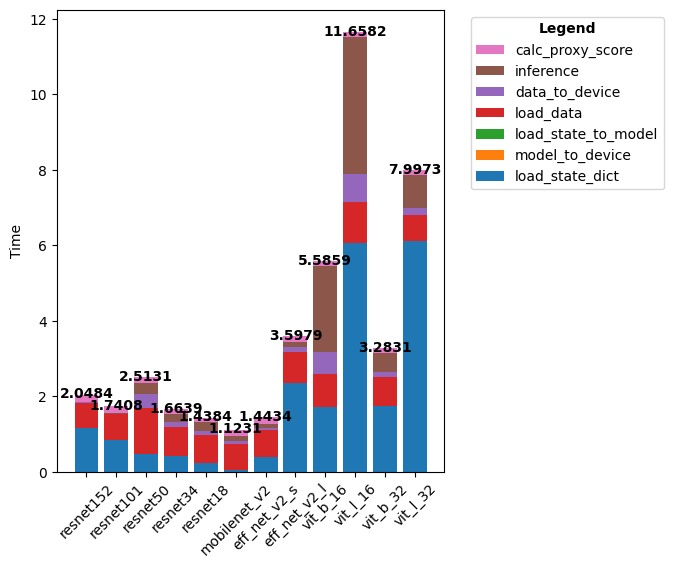 12
10
8
6
4
2
0
Time
2.0484
1.7408
2.5131
1.6639
1.4384
1.1231
1.4434
3.5979
5.5859
11.6582
3.2831
7.9973
resnet152
resnet101
resnet50
resnet34
resnet18
mobilenet_v2
eff_net_v2_s
eff_net_v2_l
vit_b_16
vit_l_16
vit_b_32
vit_l_32
Legend
calc_proxy_score
inference
data_to_device
load_data
load_state_to_model
model_to_device
load_state_dict